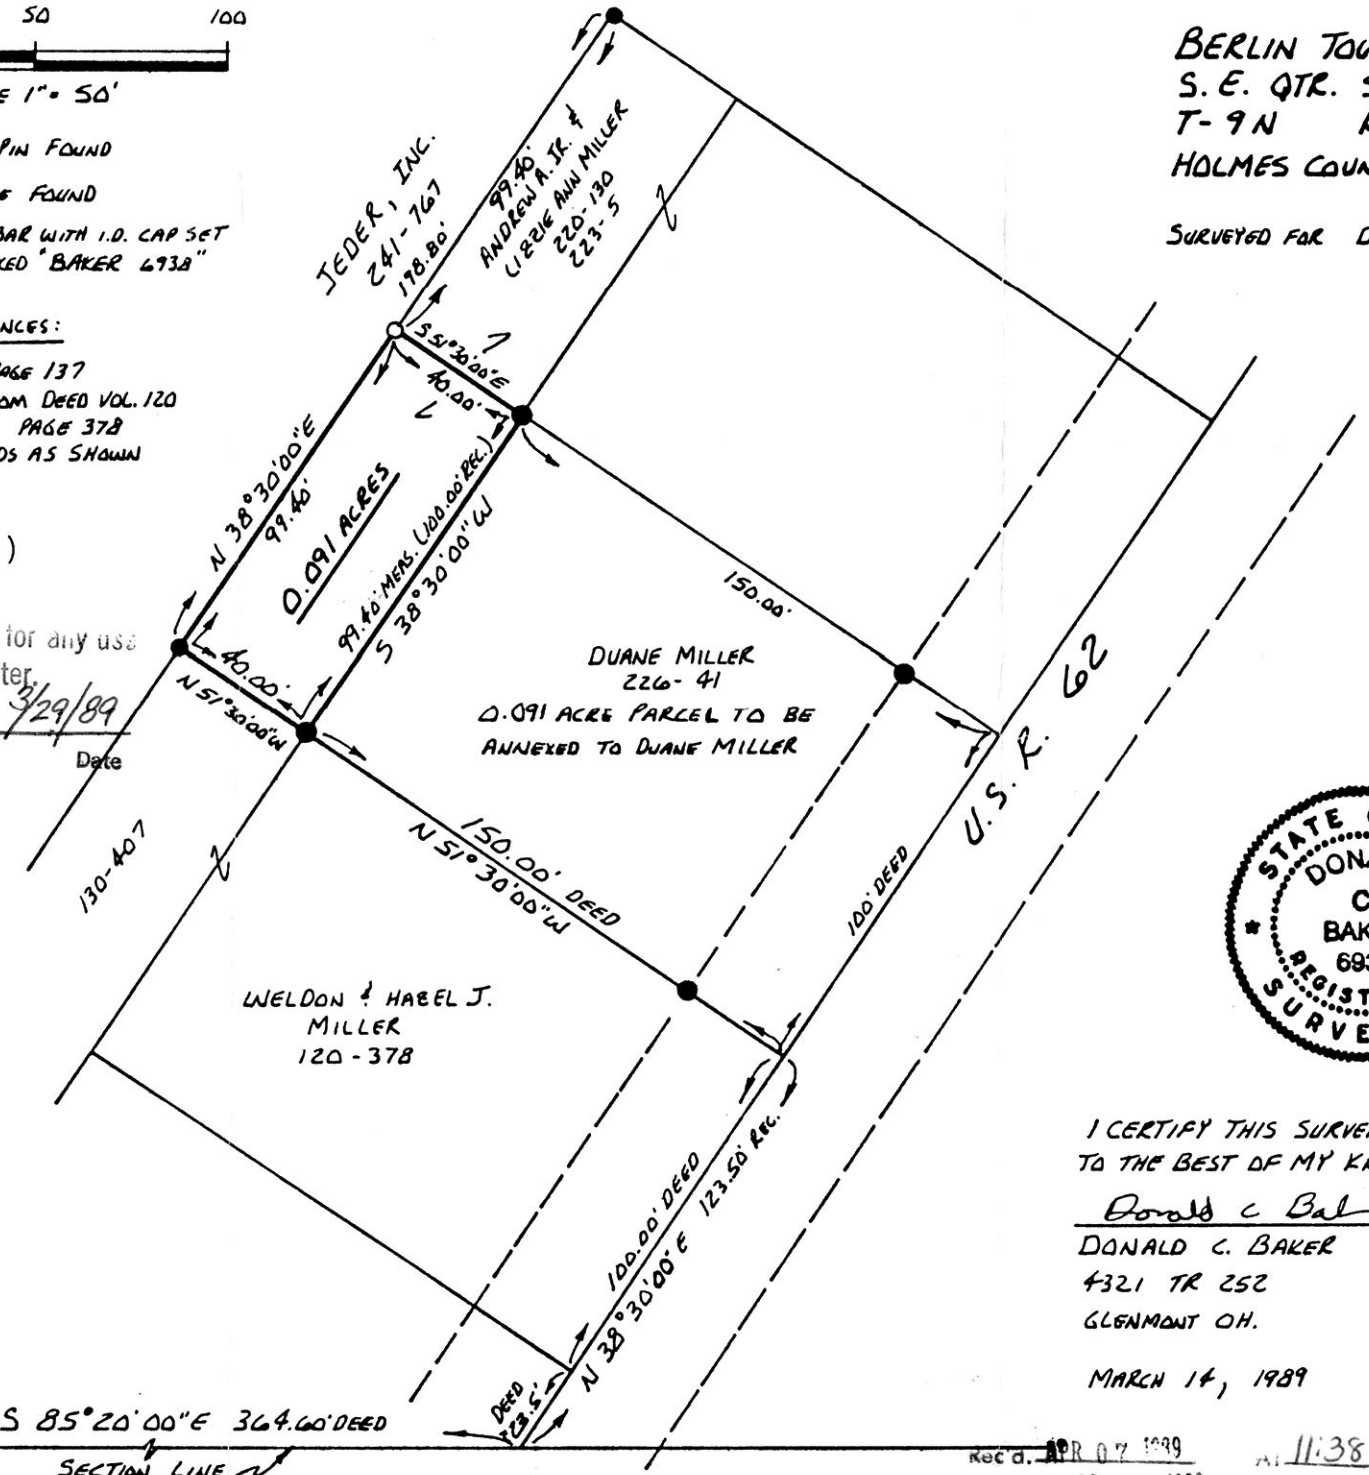 50 100
1" = 50'
PIN FOUND
FOUND
BAR WITH I.D. CAP SET
"BAKER 6938"
PAGE 137
DEED VOL. 120
PAGE 378
AS SHOWN
)
for any
3/29/89
Date
BERLIN
S.E. QTR.
T-9N
HOLMES
SURVEYED FOR
JEDER, INC.
241-767
198.80'
99.40'
ANDREW A. JR. &
LIZZIE ANN MILLER
220-130
223-5
S 51°30'00"E
40.00'
N 38°30'00"E
99.40'
0.091 ACRES
99.40' MEAS. (100.00' REC.)
S 38°30'00"W
40.00'
N 51°30'00"W
150.00'
DUANE MILLER
226-41
0.091 ACRE PARCEL TO BE
ANNEXED TO DUANE MILLER
U.S.R. 62
130-407
150.00' DEED
N 51°30'00"W
100' DEED
WELDON & HAZEL J.
MILLER
120-378
100.00' DEED
N 38°30'00"E 123.50' REC.
DEED
23.5'
S 85°20'00"E 364.60' DEED
SECTION LINE
STATE
SURVE
I CERTIFY THIS
TO THE BEST OF MY
Donald C
DONALD C. BAKER
4321 TR 252
GLENMONT OH.
MARCH 14, 1989
Rec'd. APR 07 1989 At 11:38